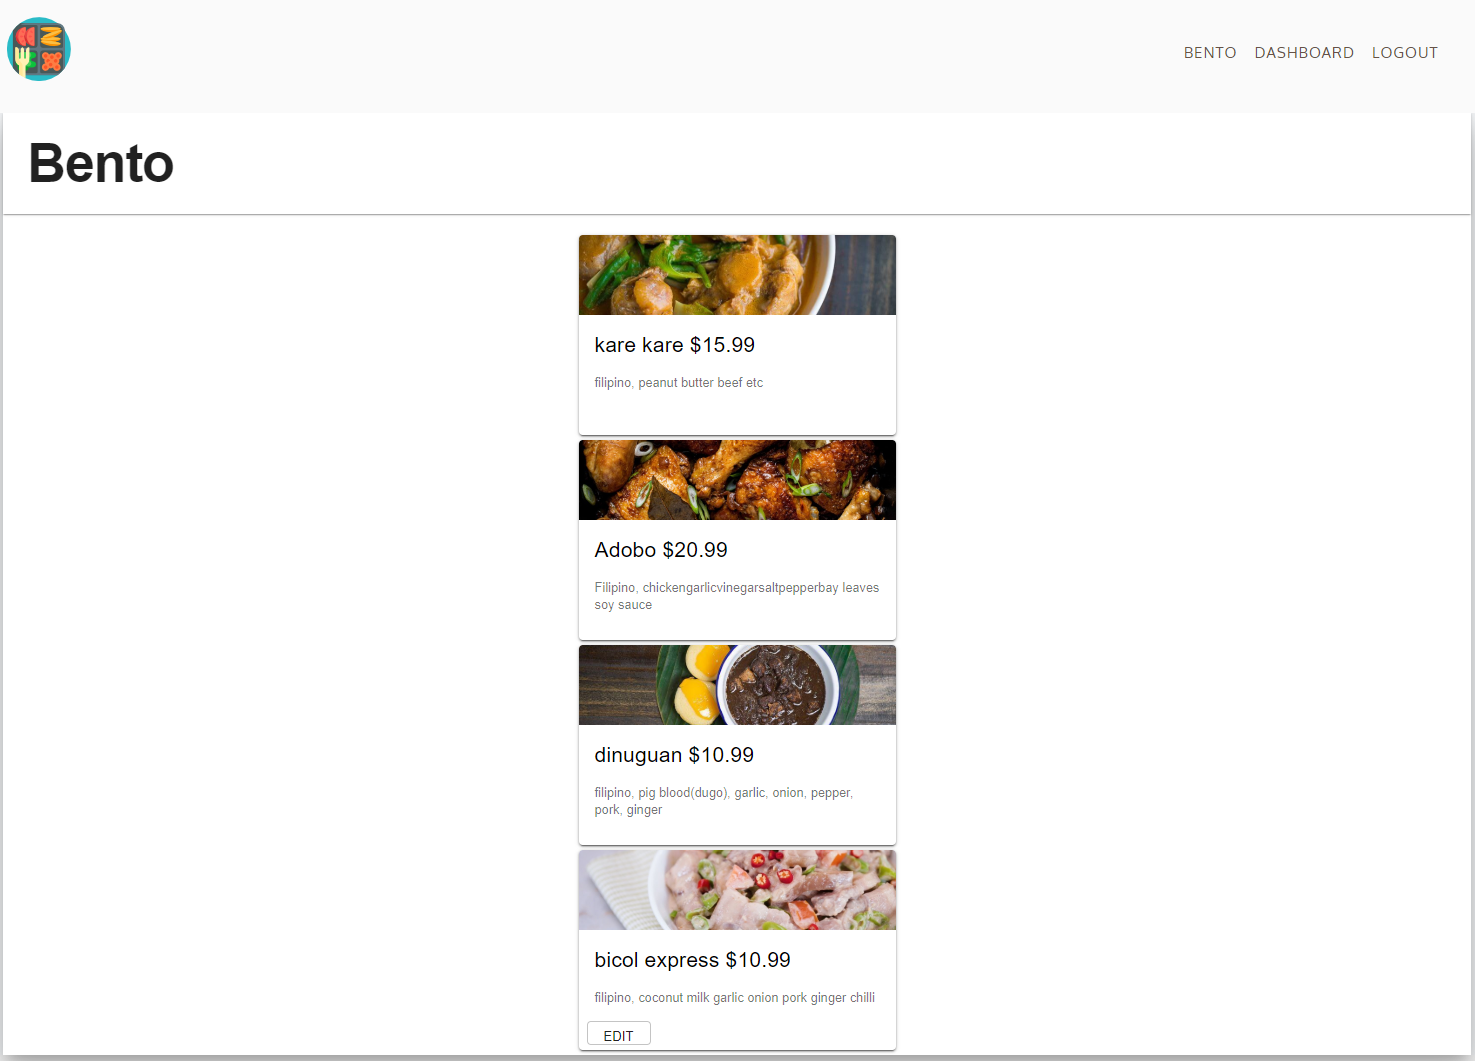 BENTO DASHBOARD LOGOUT
Bento
kare kare $15.99
filipino, peanut butter beef etc
Adobo $20.99
Filipino, chickengarlicvinegarsaltpepperbay leaves
soy sauce
dinuguan $10.99
filipino, pig blood(dugo), garlic, onion, pepper,
pork, ginger
bicol express $10.99
filipino, coconut milk garlic onion pork ginger chilli
EDIT